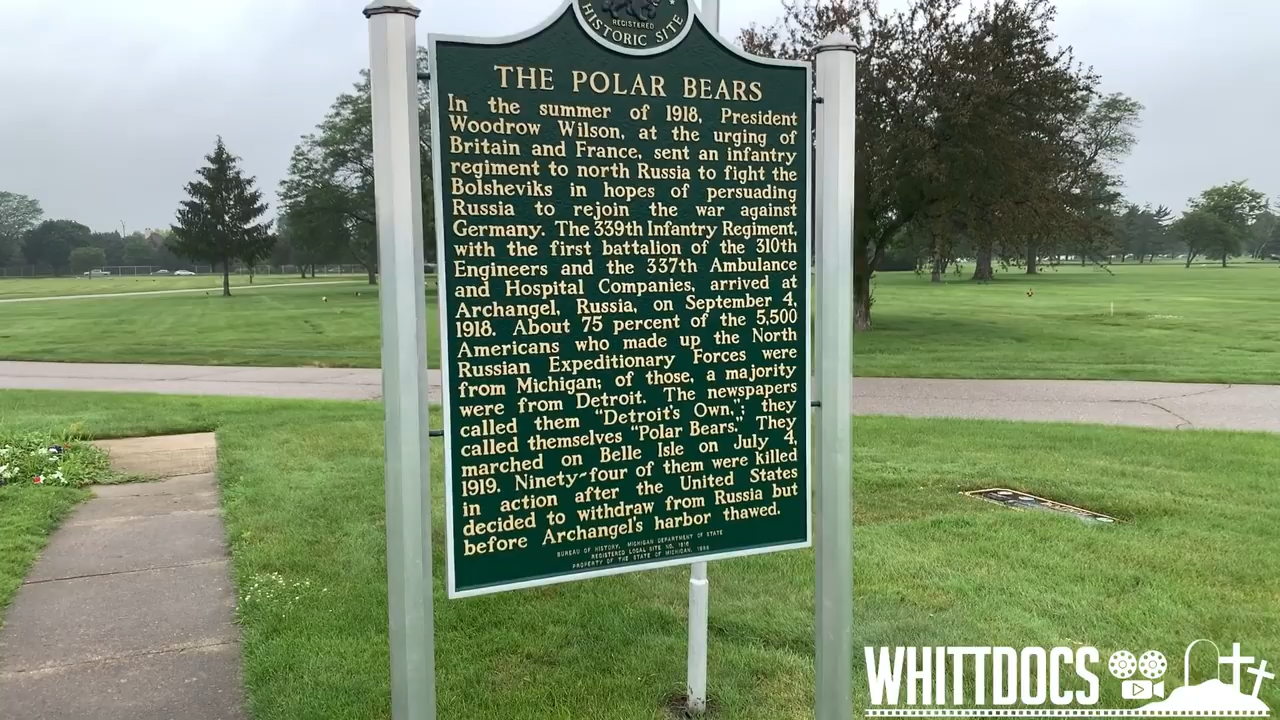 REGISTERED
HISTORIC SITE
THE POLAR BEARS
In the summer of 1918, President
Woodrow Wilson, at the urging of
Britain and France, sent an infantry
regiment to north Russia to fight the
Bolsheviks in hopes of persuading
Russia to rejoin the war against
Germany. The 339th Infantry Regiment,
with the first battalion of the 310th
Engineers and the 337th Ambulance
and Hospital Companies, arrived at
Archangel, Russia, on September 4,
1918. About 75 percent of the 5,500
Americans who made up the North
Russian Expeditionary Forces were
from Michigan; of those, a majority
were from Detroit. The newspapers
called them "Detroit's Own,"; they
called themselves "Polar Bears." They
marched on Belle Isle on July 4,
1919. Ninety-four of them were killed
in action after the United States
decided to withdraw from Russia but
before Archangel's harbor thawed.
BUREAU OF HISTORY, MICHIGAN DEPARTMENT OF STATE
REGISTERED LOCAL SITE NO.
PROPERTY OF THE STATE OF MICHIGAN,
WHITTDOCS